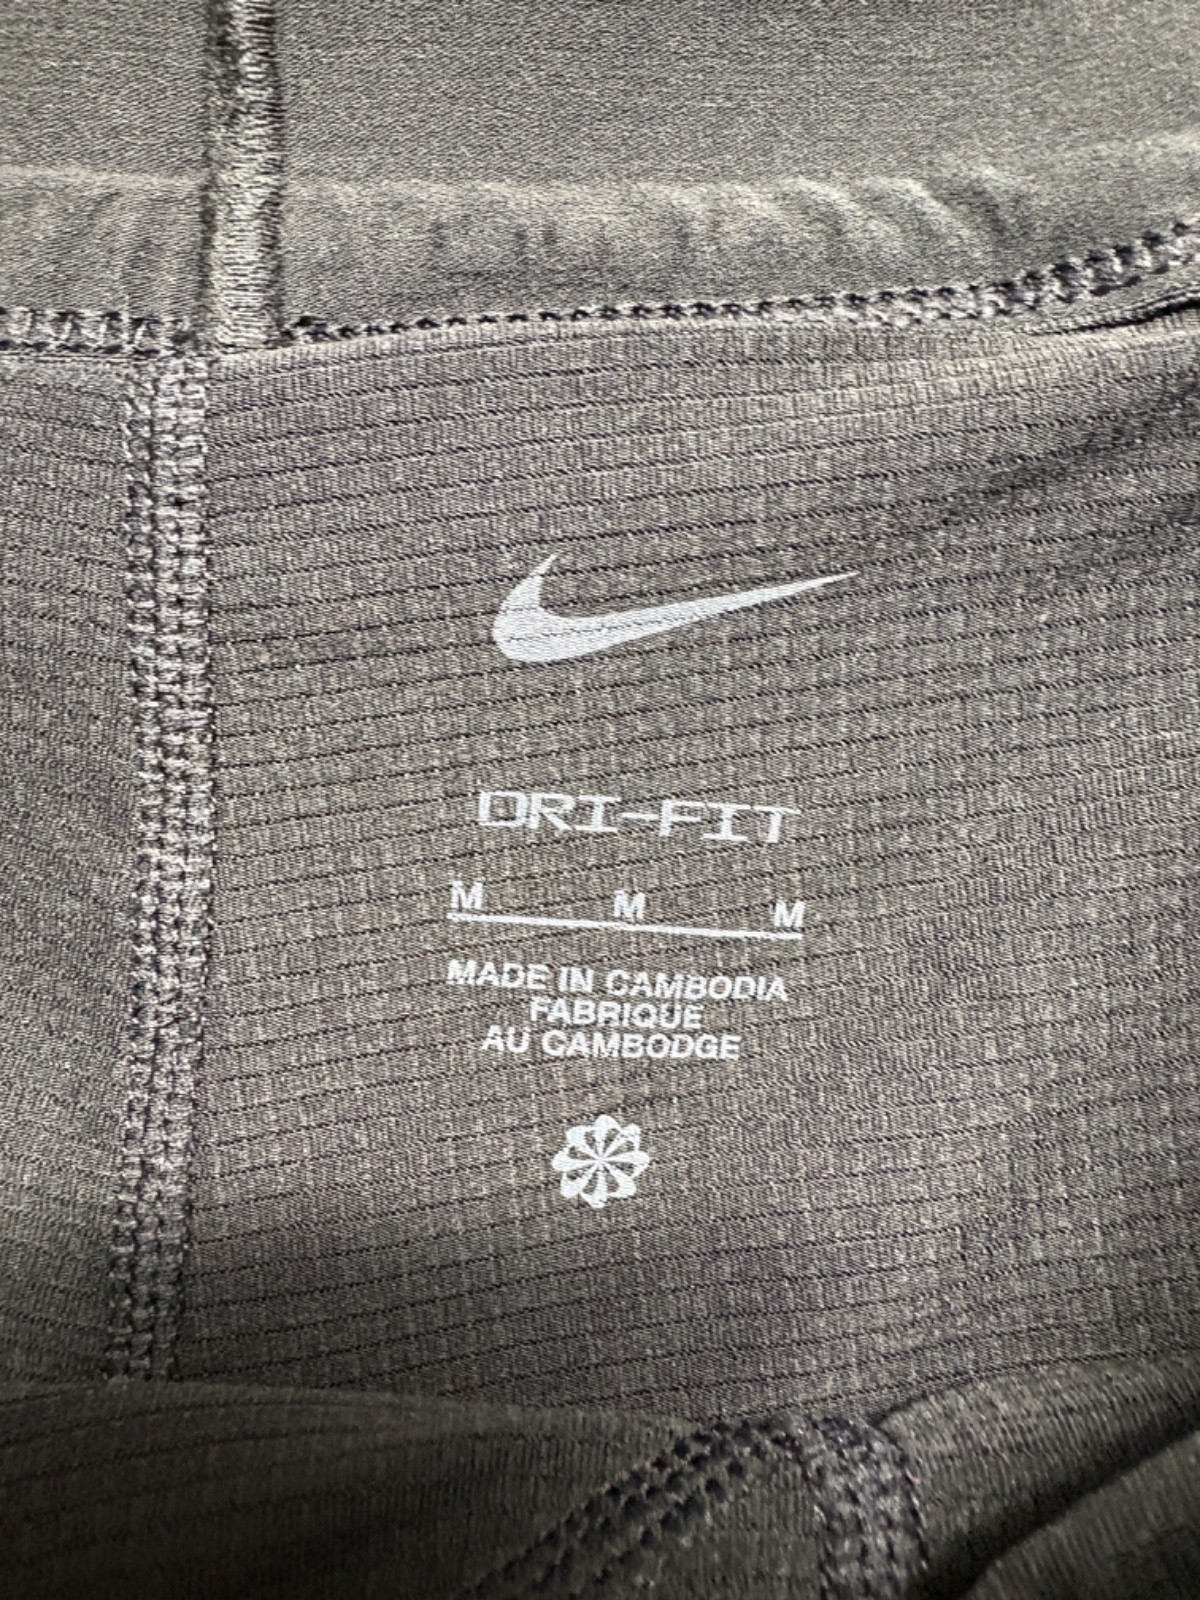 DRI-FIT
M M M
MADE IN CAMBODIA
FABRIQUE
AU CAMBODGE